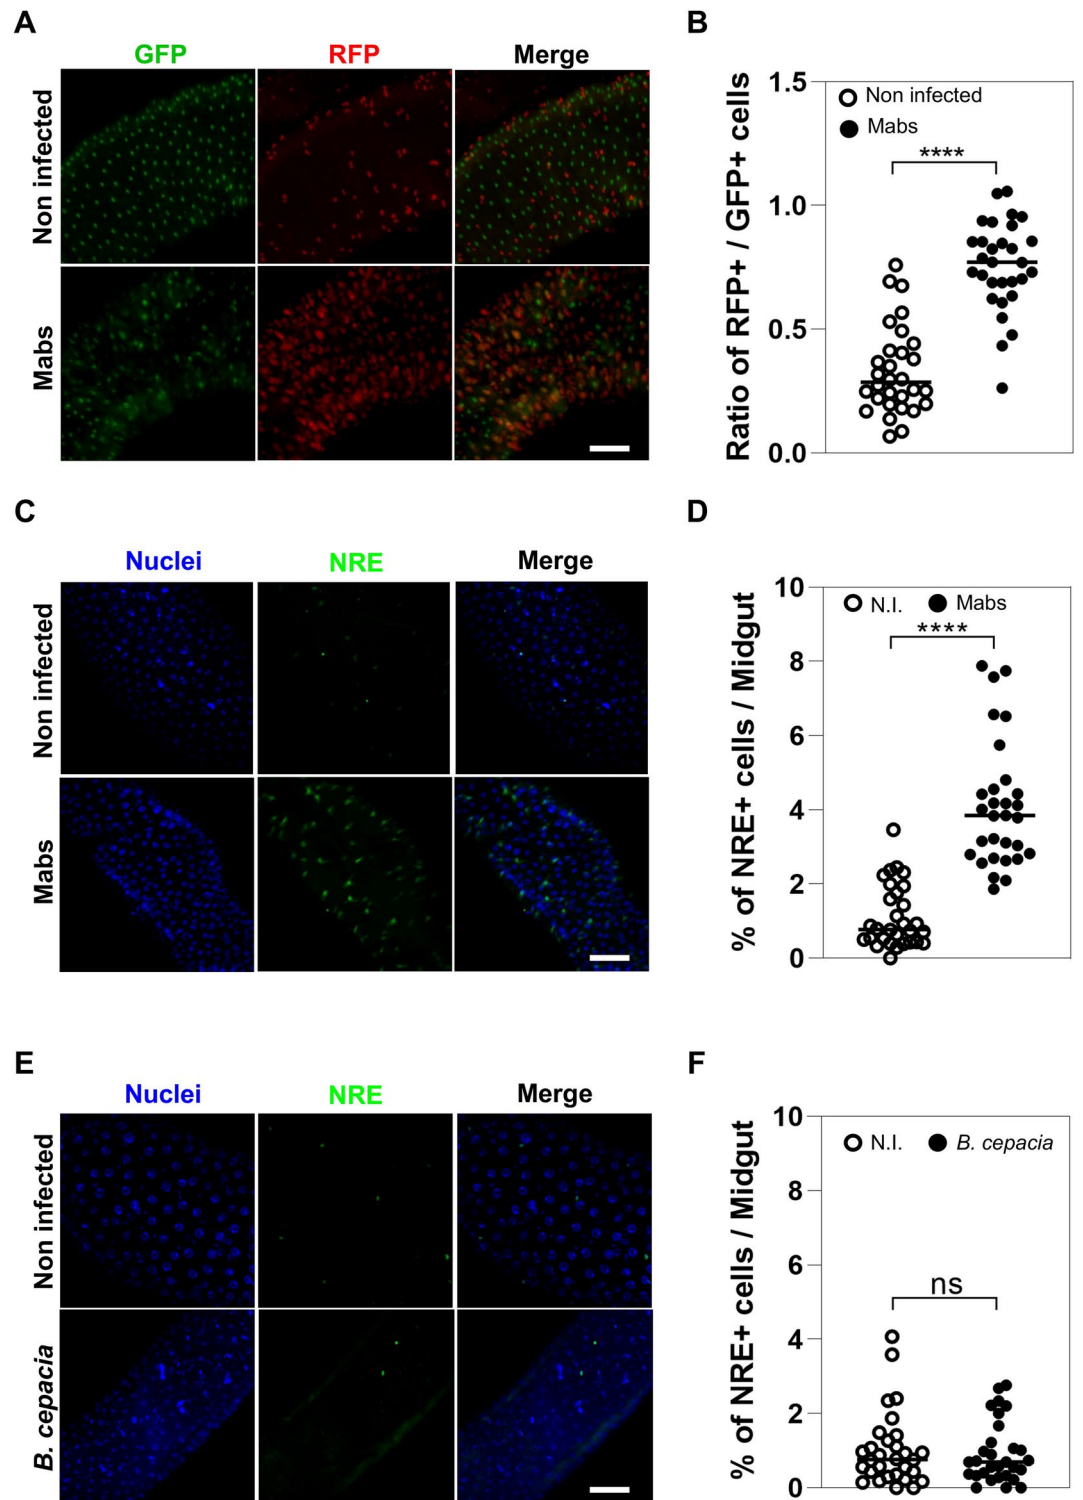 A
GFP RFP Merge
Non infected
Mabs
B
Ratio of RFP+ / GFP+ cells
1.5
1.0
0.5
0.0
Non infected
Mabs
****
C
Nuclei NRE Merge
Non infected
Mabs
D
% of NRE+ cells / Midgut
10
8
6
4
2
0
N.I. Mabs
****
E
Nuclei NRE Merge
Non infected
B. cepacia
F
% of NRE+ cells / Midgut
10
8
6
4
2
0
N.I. B. cepacia
ns